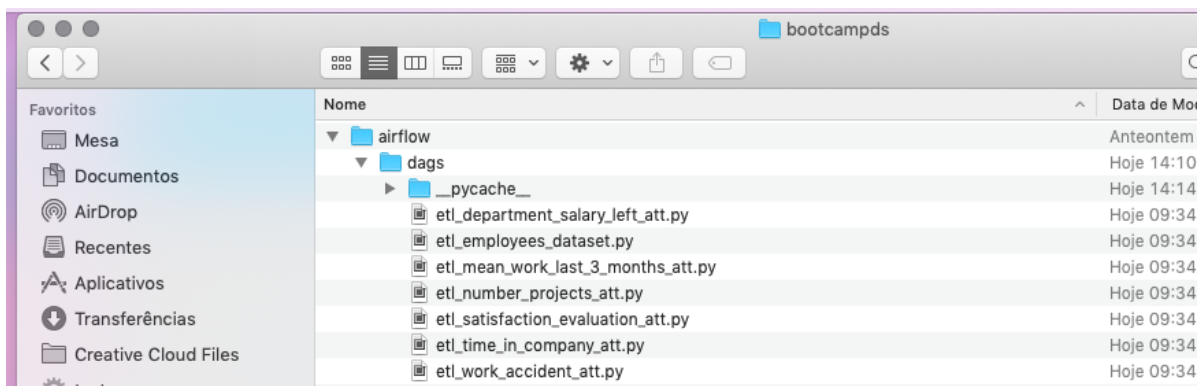 bootcampds
Favoritos
Mesa
Documentos
AirDrop
Recentes
Aplicativos
Transferências
Creative Cloud Files
Nome Data de Mod
airflow Anteontem
dags Hoje 14:10
__pycache__ Hoje 14:14
etl_department_salary_left_att.py Hoje 09:34
etl_employees_dataset.py Hoje 09:34
etl_mean_work_last_3_months_att.py Hoje 09:34
etl_number_projects_att.py Hoje 09:34
etl_satisfaction_evaluation_att.py Hoje 09:34
etl_time_in_company_att.py Hoje 09:34
etl_work_accident_att.py Hoje 09:34